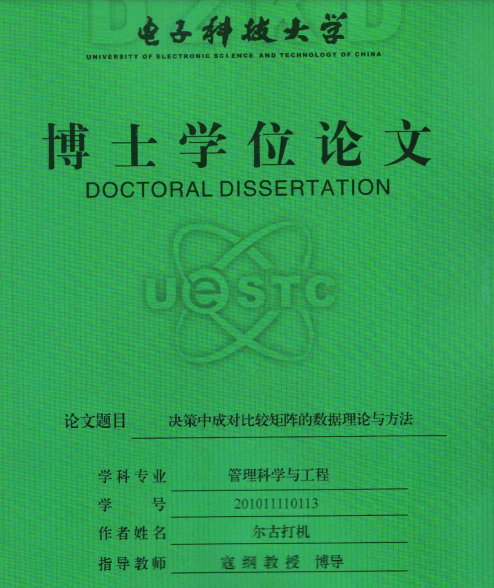 电子科技大学
UNIVERSITY OF ELECTRONIC SCIENCE AND TECHNOLOGY OF CHINA
博士学位论文
DOCTORAL DISSERTATION
UeSTC
论文题目 决策中成对比较矩阵的数据理论与方法
学科专业 管理科学与工程
学 号 201011110113
作者姓名 尔古打机
指导教师 寇纲教授 博导